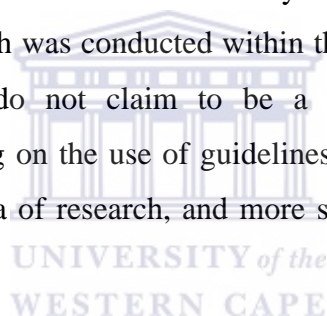 h was conducted within th
do not claim to be a
g on the use of guidelines
a of research, and more s
UNIVERSITY of the
WESTERN CAPE